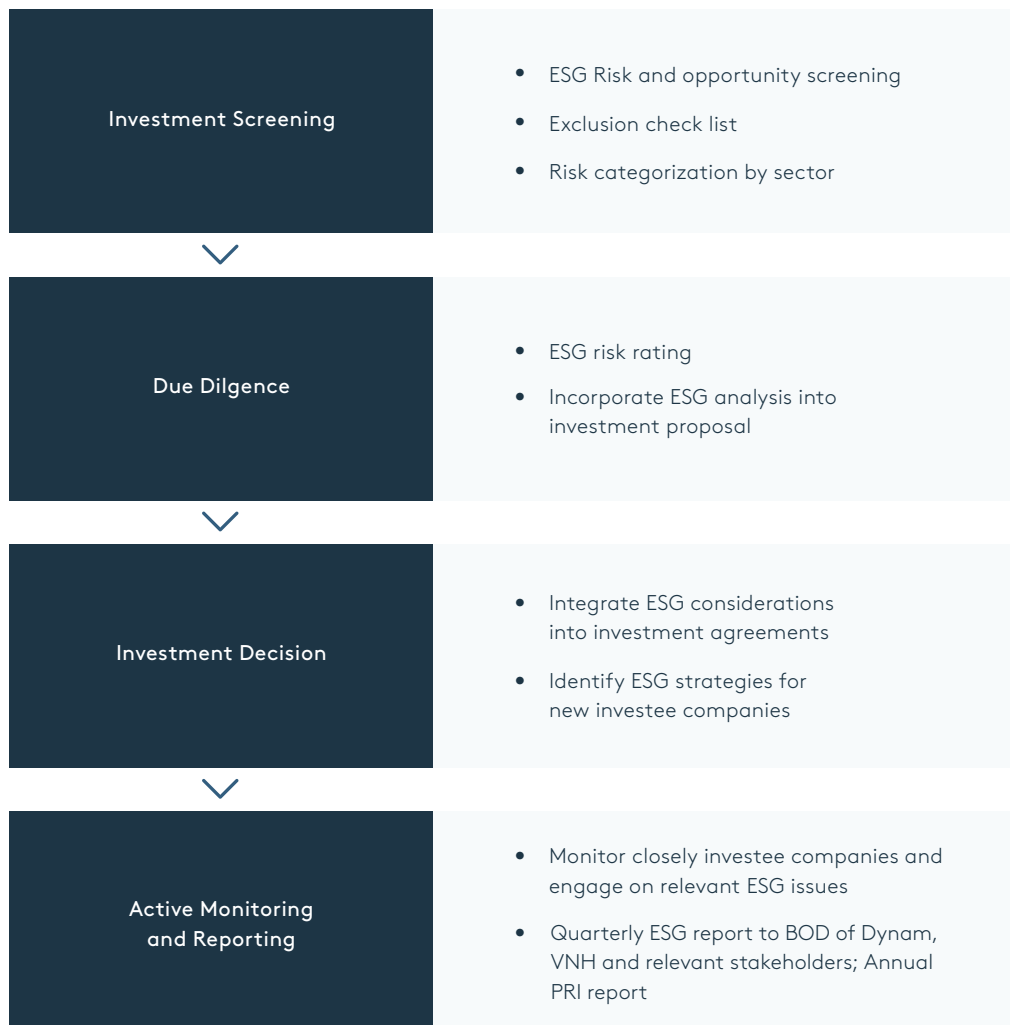 Investment Screening
• ESG Risk and opportunity screening
• Exclusion check list
• Risk categorization by sector
Due Dilgence
• ESG risk rating
• Incorporate ESG analysis into
investment proposal
Investment Decision
• Integrate ESG considerations
into investment agreements
• Identify ESG strategies for
new investee companies
Active Monitoring
and Reporting
• Monitor closely investee companies and
engage on relevant ESG issues
• Quarterly ESG report to BOD of Dynam,
VNH and relevant stakeholders; Annual
PRI report